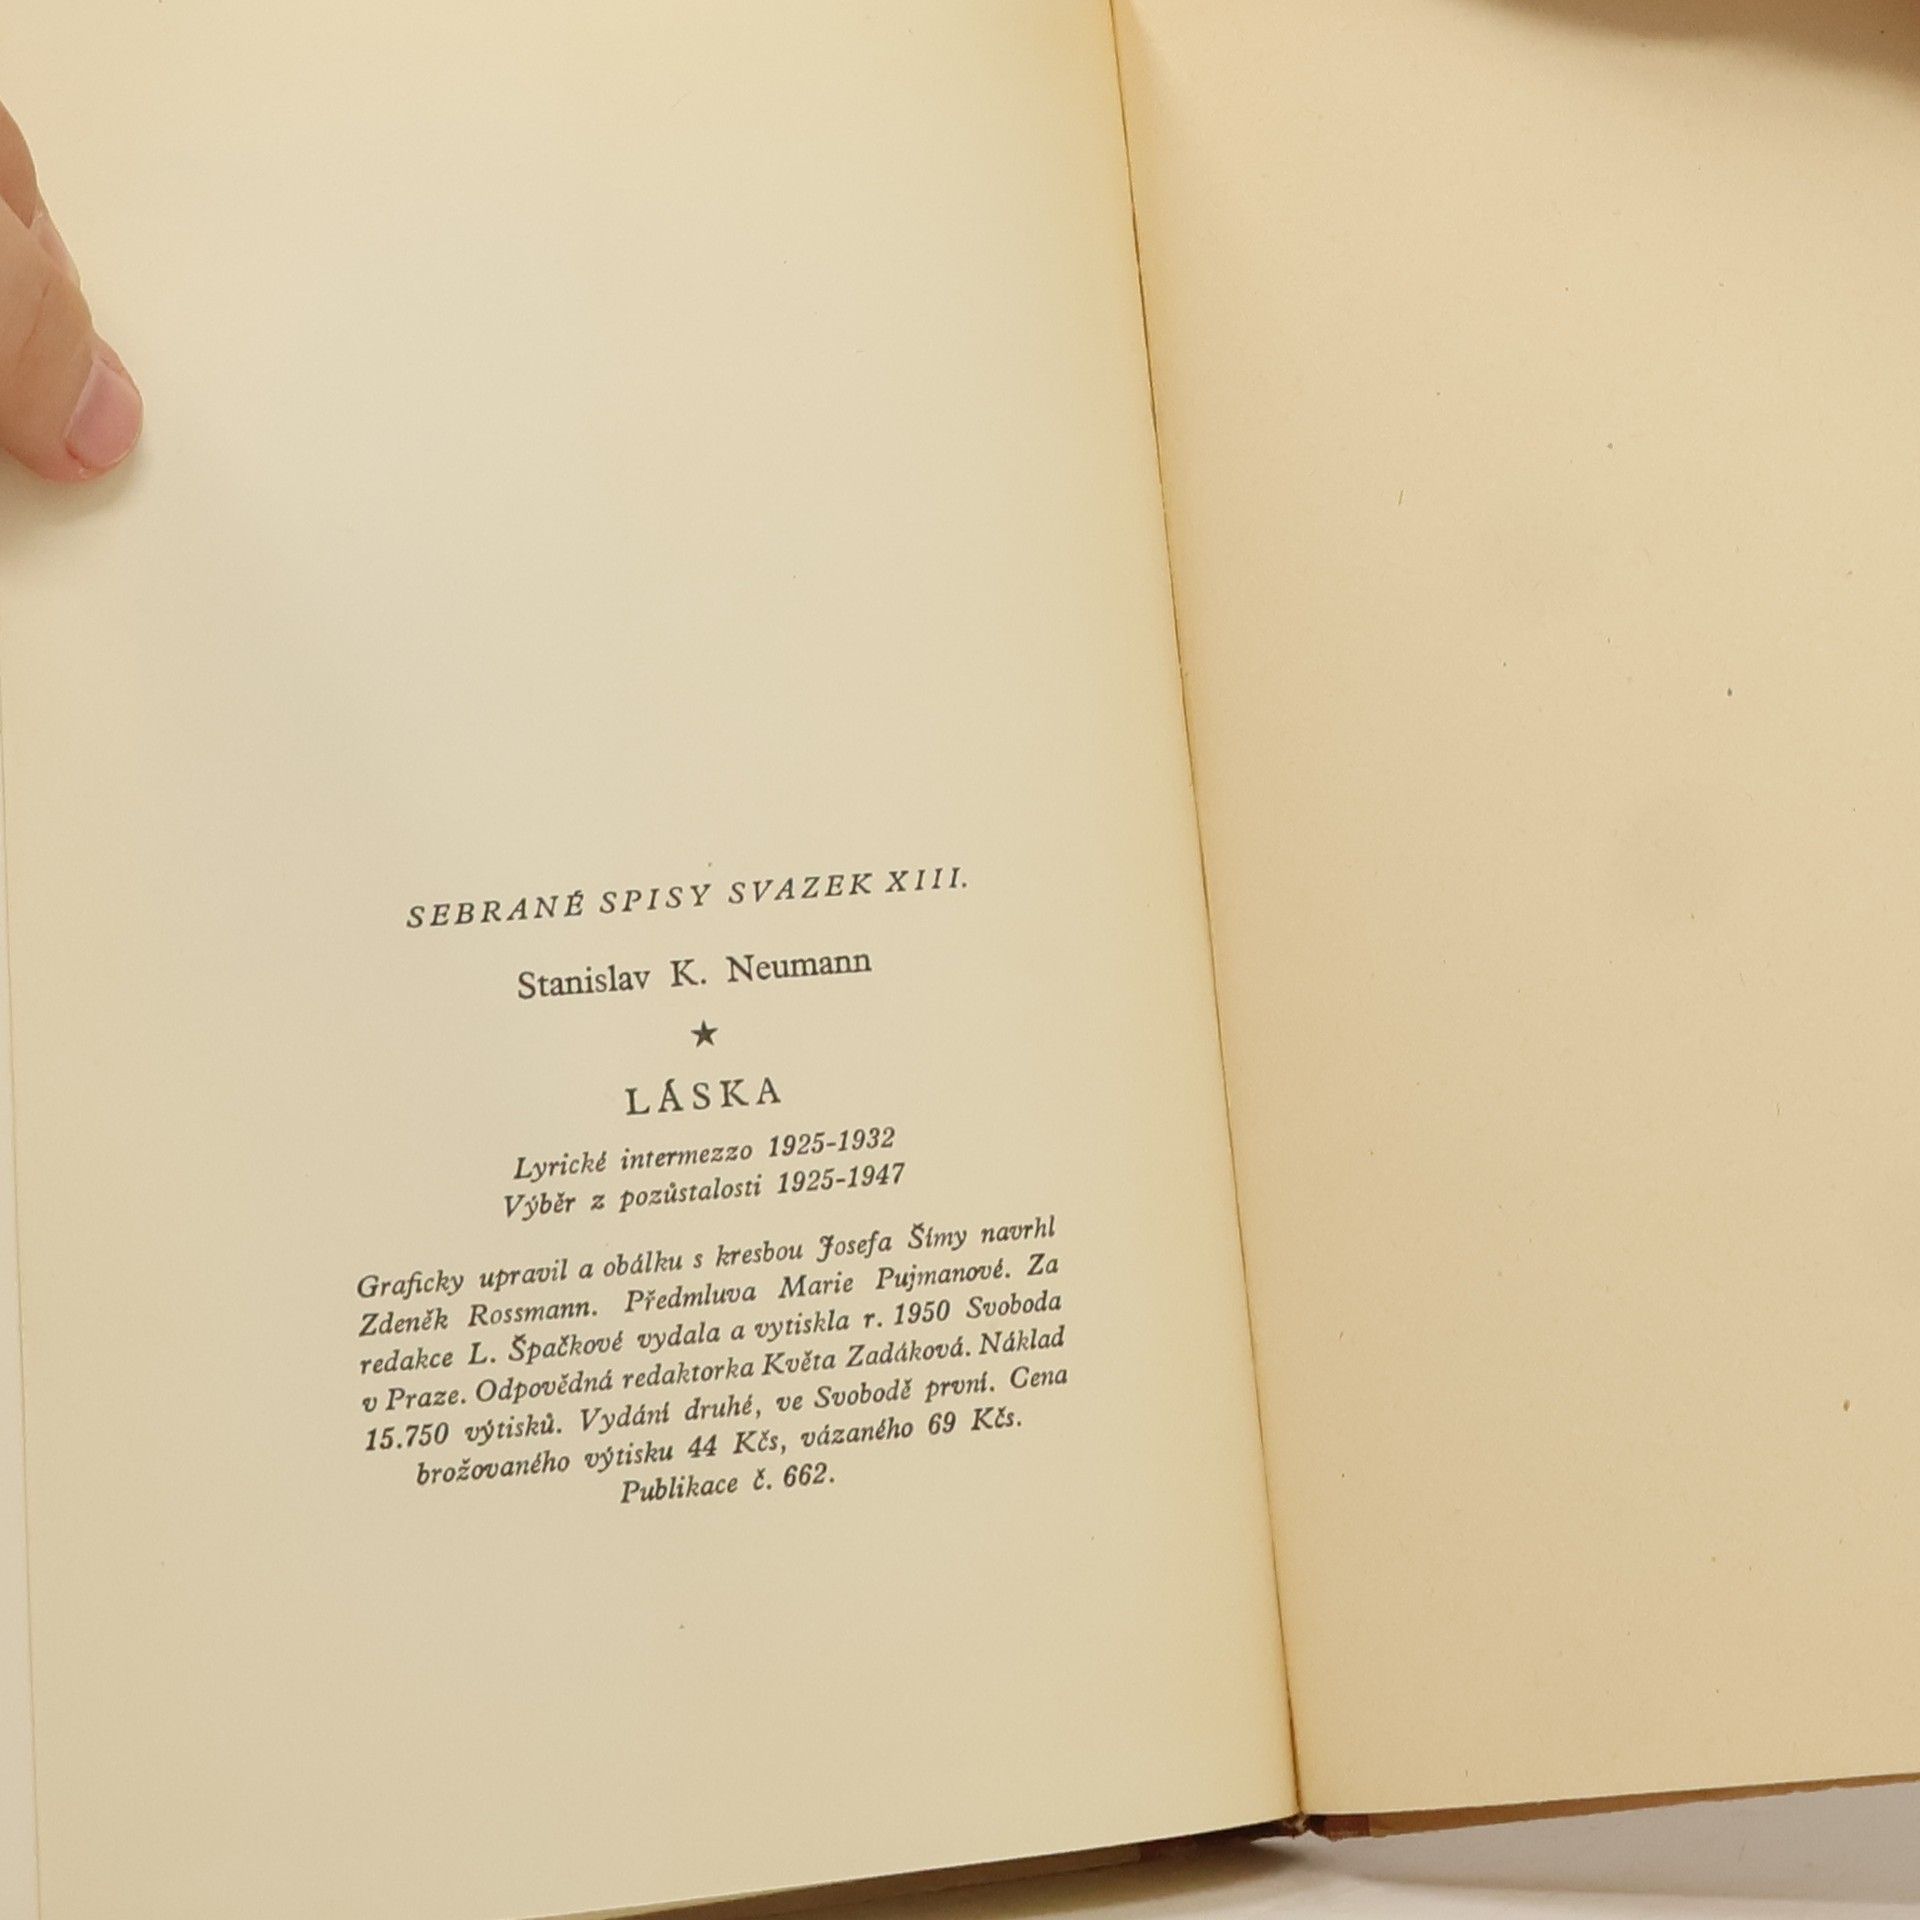 SEBRANÉ SPISY SVAZEK XIII.
Stanislav K. Neumann
★
LÁSKA
Lyrické intermezzo 1925-1932
Výběr z pozůstalosti 1925-1947
Graficky upravil a obálku s kresbou Josefa Šímy navrhl
Zdeněk Rossmann. Předmluva Marie Pujmanové. Za
redakce L. Špačkové vydala a vytiskla r. 1950 Svoboda
v Praze. Odpovědná redaktorka Květa Zadáková. Náklad
15.750 výtisků. Vydání druhé, ve Svobodě první. Cena
brožovaného výtisku 44 Kčs, vázaného 69 Kčs.
Publikace č. 662.